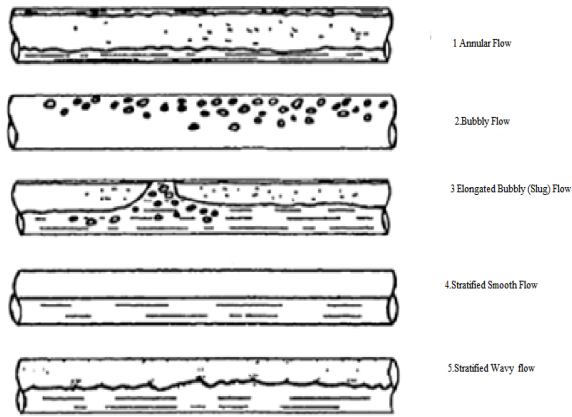 1 Annular Flow
2.Bubbly Flow
3 Elongated Bubbly (Slug) Flow
4.Stratified Smooth Flow
5.Stratified Wavy flow